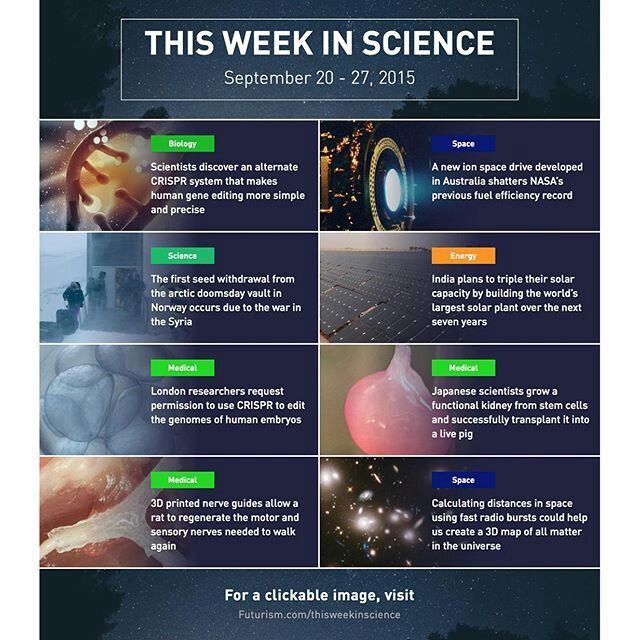 THIS WEEK IN SCIENCE
September 20 - 27, 2015
Biology
Scientists discover an alternate
CRISPR system that makes
human gene editing more simple
and precise
Space
A new ion space drive developed
in Australia shatters NASA's
previous fuel efficiency record
Science
The first seed withdrawal from
the arctic doomsday vault in
Norway occurs due to the war in
the Syria
Energy
India plans to triple their solar
capacity by building the world's
largest solar plant over the next
seven years
Medical
London researchers request
permission to use CRISPR to edit
the genomes of human embryos
Medical
Japanese scientists grow a
functional kidney from stem cells
and successfully transplant it into
a live pig
Medical
3D printed nerve guides allow a
rat to regenerate the motor and
sensory nerves needed to walk
again
Space
Calculating distances in space
using fast radio bursts could help
us create a 3D map of all matter
in the universe
For a clickable image, visit
Futurism.com/thisweekinscience